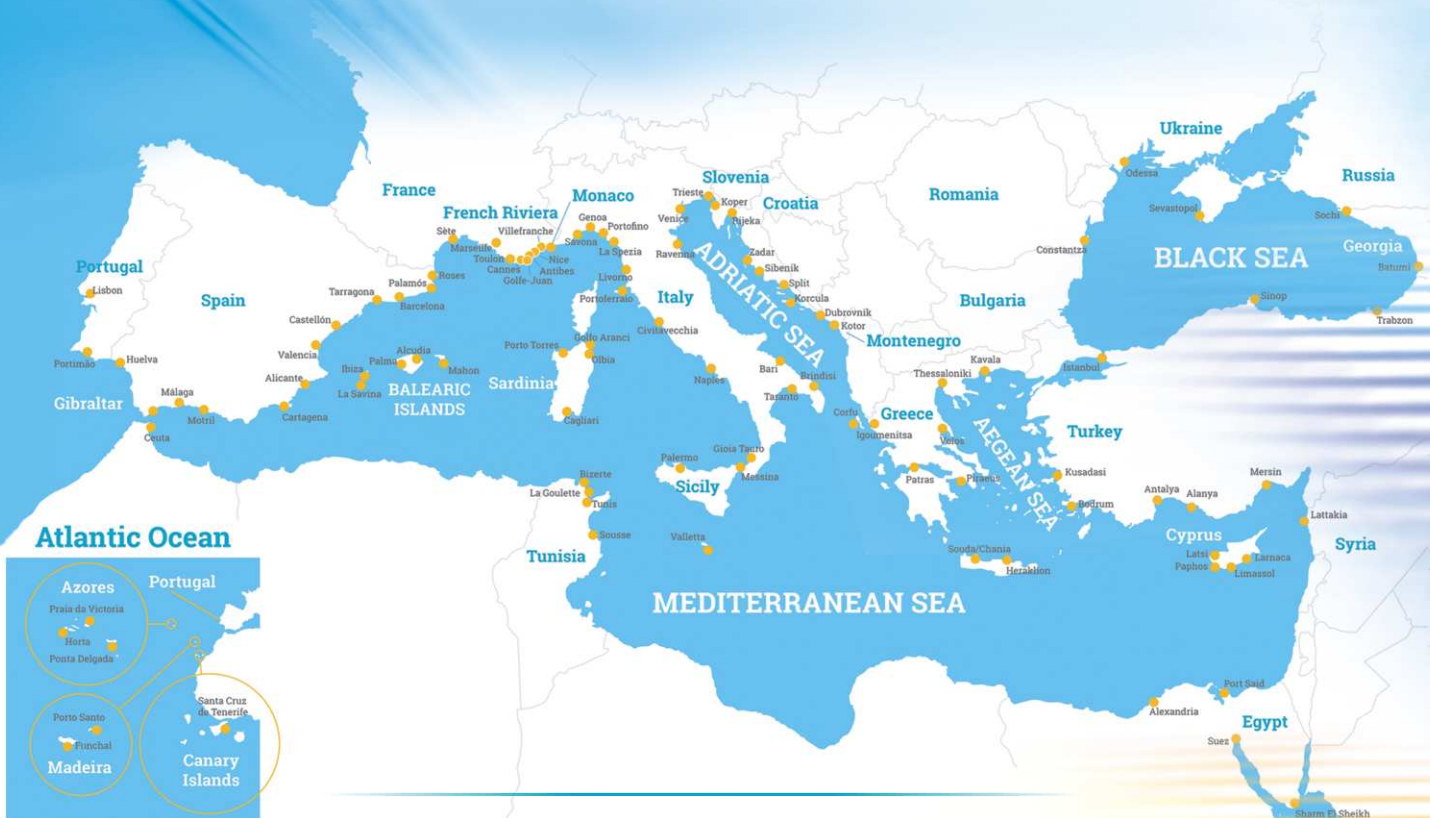 Ukraine
Odessa
Russia
Sevastopol
Sochi
Romania
Constantza
BLACK SEA
Georgia
Batumi
Sinop
Trabzon
Bulgaria
Istanbul
France
French Riviera
Monaco
Sète
Marseille
Villefranche
Toulon
Cannes
Golfe-Juan
Antibes
Nice
Genoa
Portofino
Savona
La Spezia
Livorno
Portoferraio
Slovenia
Trieste
Koper
Croatia
Venice
Rijeka
Ravenna
Zadar
Sibenik
Split
Korcula
Dubrovnik
Kotor
Montenegro
ADRIATIC SEA
Italy
Civitavecchia
Naples
Bari
Brindisi
Taranto
Portugal
Lisbon
Portimão
Spain
Huelva
Gibraltar
Málaga
Motril
Ceuta
Cartagena
Alicante
Valencia
Castellón
Tarragona
Barcelona
Palamós
Roses
Ibiza
La Savina
Palma
Alcudia
Mahon
BALEARIC
ISLANDS
Porto Torres
Golfo Aranci
Olbia
Sardinia
Cagliari
Gioia Tauro
Palermo
Messina
Sicily
Valletta
Bizerte
La Goulette
Tunis
Sousse
Tunisia
Kavala
Thessaloniki
Corfu
Greece
Igoumenitsa
Volos
Patras
Piraeus
AEGEAN SEA
Souda/Chania
Heraklion
Turkey
Kusadasi
Bodrum
Antalya
Alanya
Mersin
Lattakia
Syria
Cyprus
Latsi
Paphos
Larnaca
Limassol
MEDITERRANEAN SEA
Port Said
Alexandria
Egypt
Suez
Sharm El Sheikh
Atlantic Ocean
Azores
Portugal
Praia da Victoria
Horta
Ponta Delgada
Porto Santo
Funchal
Madeira
Santa Cruz
de Tenerife
Canary
Islands